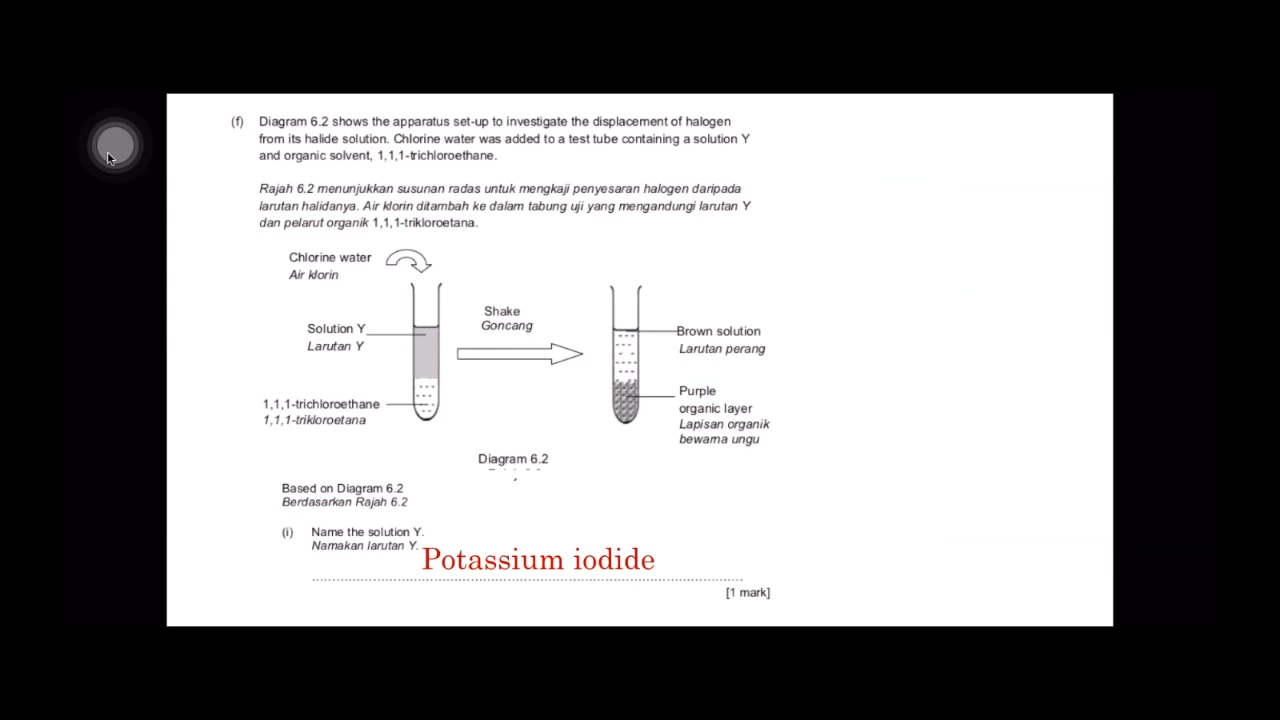 (f) Diagram 6.2 shows the apparatus set-up to investigate the displacement of halogen
from its halide solution. Chlorine water was added to a test tube containing a solution Y
and organic solvent, 1,1,1-trichloroethane.
Rajah 6.2 menunjukkan susunan radas untuk mengkaji penyesaran halogen daripada
larutan halidanya. Air klorin ditambah ke dalam tabung uji yang mengandungi larutan Y
dan pelarut organik 1,1,1-trikloroetana.
Chlorine water
Air klorin
Shake
Goncang
Solution Y
Larutan Y
Brown solution
Larutan perang
1,1,1-trichloroethane
1,1,1-trikloroetana
Purple
organic layer
Lapisan organik
bewarna ungu
Diagram 6.2
Based on Diagram 6.2
Berdasarkan Rajah 6.2
(i) Name the solution Y.
Namakan larutan Y.
Potassium iodide
[1 mark]